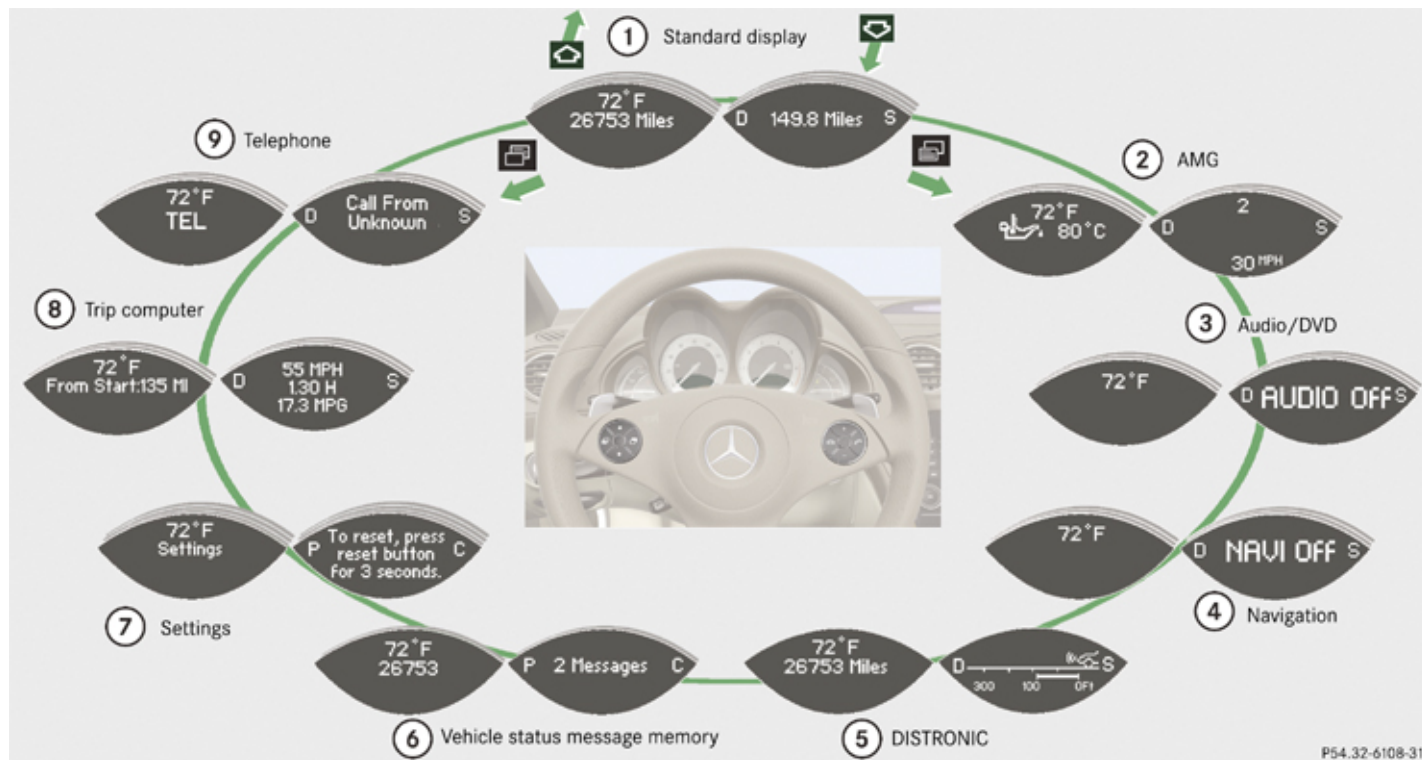 1 Standard display
72°F
26753 Miles
D 149.8 Miles S
2 AMG
72°F
80°C
2
D S
30 MPH
3 Audio/DVD
72°F
D AUDIO OFF S
72°F
D NAVI OFF S
4 Navigation
72°F
26753 Miles
D S
300 100 0Ft
5 DISTRONIC
72°F
26753
P 2 Messages C
6 Vehicle status message memory
72°F
Settings
To reset, press
P reset button C
for 3 seconds.
7 Settings
8 Trip computer
72°F
From Start:135 MI
55 MPH
D 1.30 H S
17.3 MPG
9 Telephone
72°F
TEL
Call From
D Unknown S
P54.32-6108-31